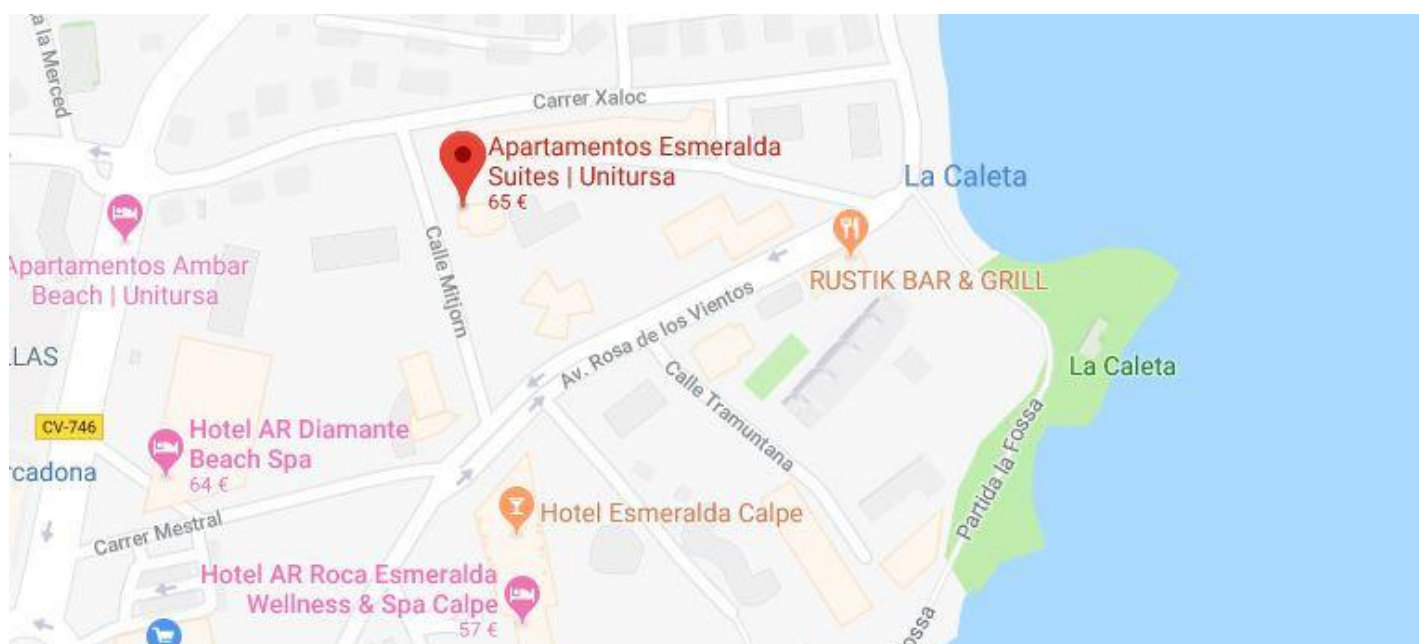 a la Merced
Carrer Xaloc
Apartamentos Esmeralda
Suites | Unitursa
65 €
La Caleta
Apartamentos Ambar
Beach | Unitursa
Calle Mitjorn
RUSTIK BAR & GRILL
Av. Rosa de los Vientos
LLAS
La Caleta
Calle Tramuntana
CV-746
Hotel AR Diamante
Beach Spa
64 €
rcadona
Partida la Fossa
Hotel Esmeralda Calpe
Carrer Mestral
Hotel AR Roca Esmeralda
Wellness & Spa Calpe
57 €
ossa